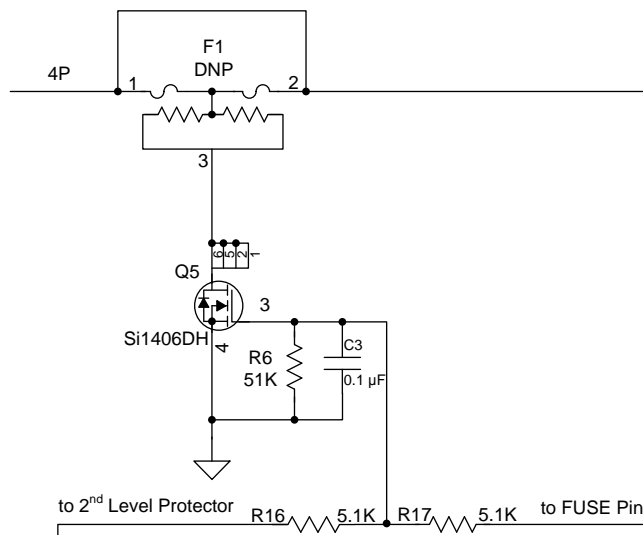 F1
DNP
4P
1
2
3
6
5
2
1
Q5
3
Si1406DH
4
R6
51K
C3
0.1 µF
to 2nd Level Protector
R16
5.1K
R17
5.1K
to FUSE Pin